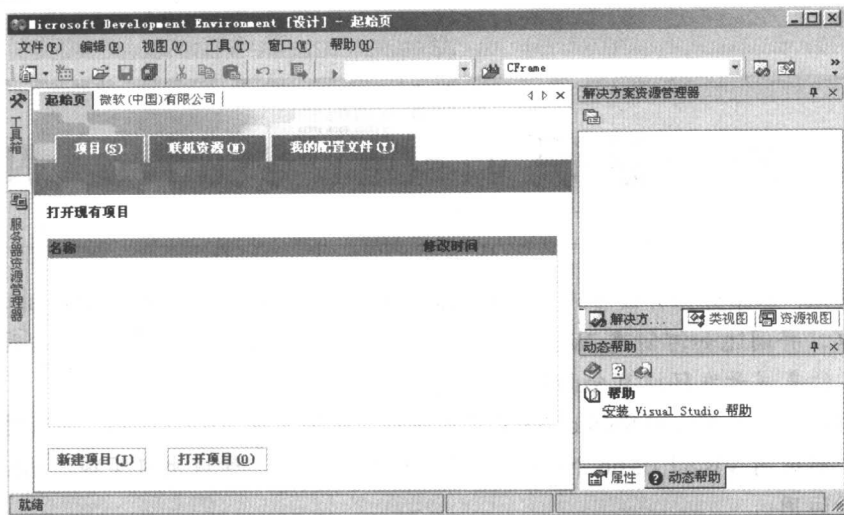 Microsoft Development Environment [设计] - 起始页
文件(F) 编辑(E) 视图(V) 工具(T) 窗口(W) 帮助(H)
CFrame
起始页 微软(中国)有限公司
解决方案资源管理器
工具箱
服务器资源管理器
项目(S) 联机资源(N) 我的配置文件(Y)
打开现有项目
名称 修改时间
解决方... 类视图 资源视图
动态帮助
帮助
安装 Visual Studio 帮助
新建项目(J) 打开项目(O)
属性 动态帮助
就绪